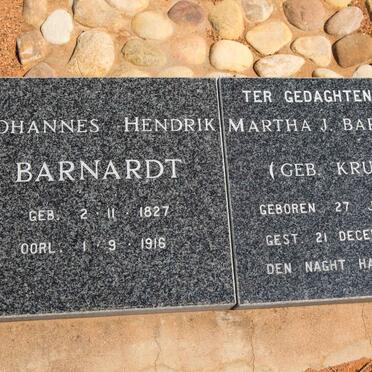 OHANNES HENDRIK
BARNARDT
GEB. 2·11·1827
OORL. 1·9·1916
TER GEDAGHTEN
MARTHA J. BAR
(GEB. KRU
GEBOREN 27 J
GEST 21 DECE
DEN NAGHT HA